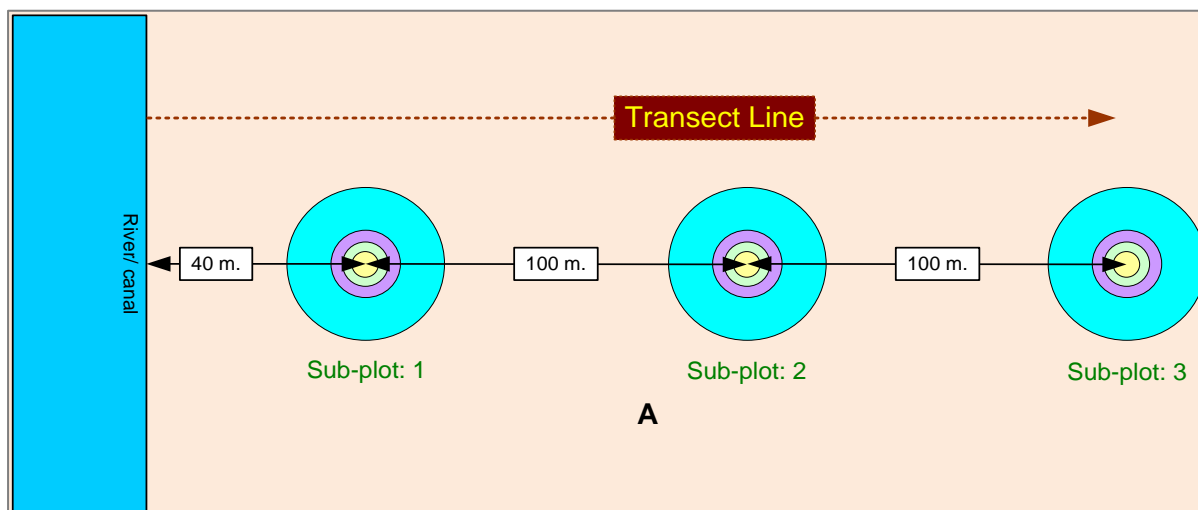 Transect Line
River/ canal
40 m.
100 m.
100 m.
Sub-plot: 1
Sub-plot: 2
Sub-plot: 3
A